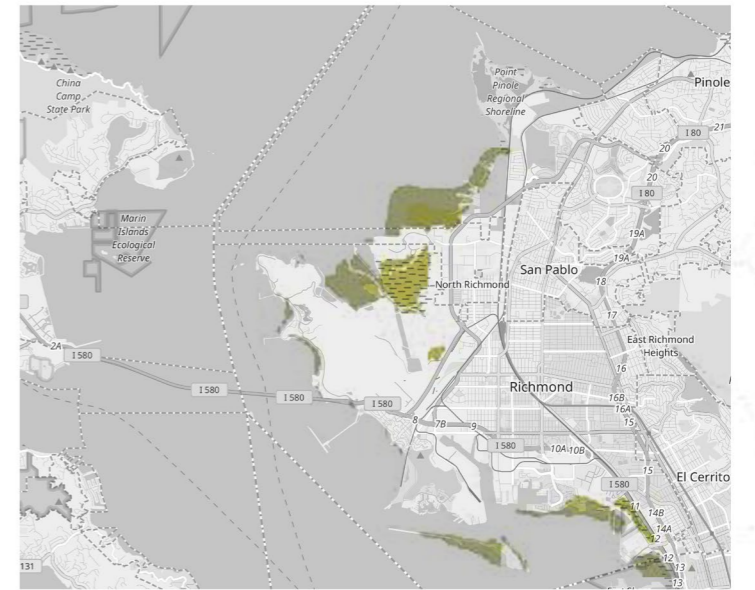 China
Camp
State Park
Point
Pinole
Regional
Shoreline
Pinole
I 80
21
20
20
I 80
Marin
Islands
Ecological
Reserve
19A
19A
San Pablo
18
North Richmond
17
2A
I 580
East Richmond
Heights
16
I 580
I 580
I 580
Richmond
16B
16A
15
8
7B
9
I 580
10A
10B
15
El Cerrito
I 580
11
14B
14A
12
12
13
13
131